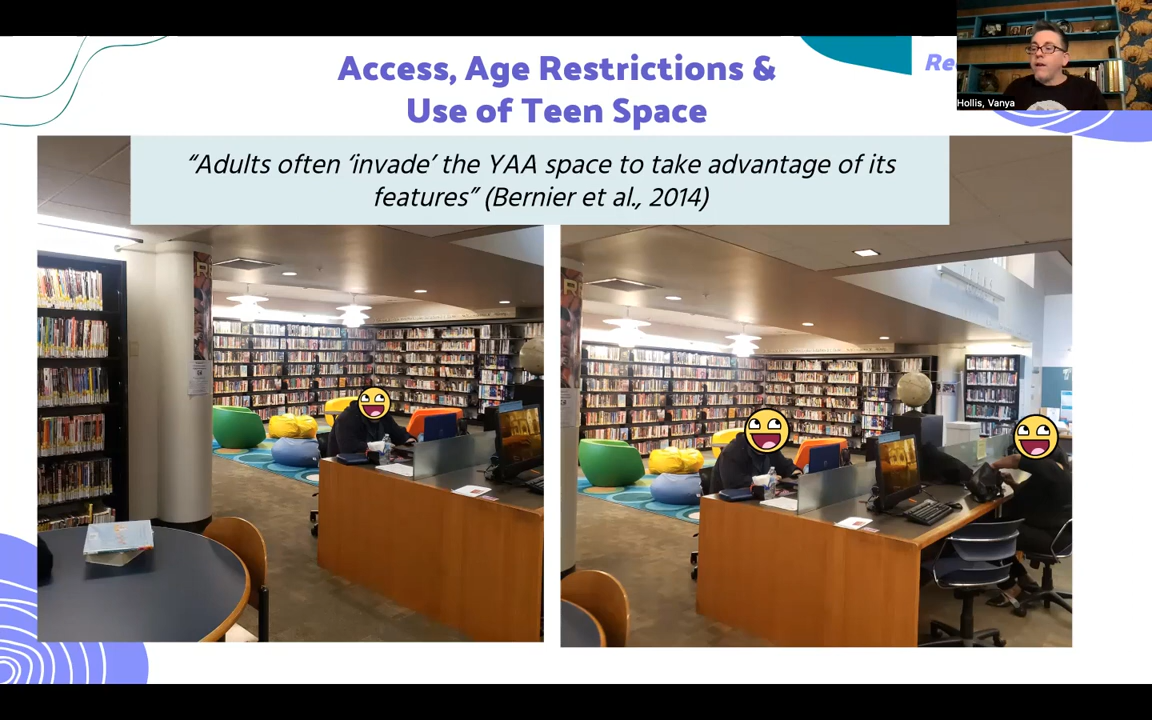 Access, Age Restrictions &
Use of Teen Space
Re
Hollis, Vanya
“Adults often ‘invade’ the YAA space to take advantage of its
features” (Bernier et al., 2014)